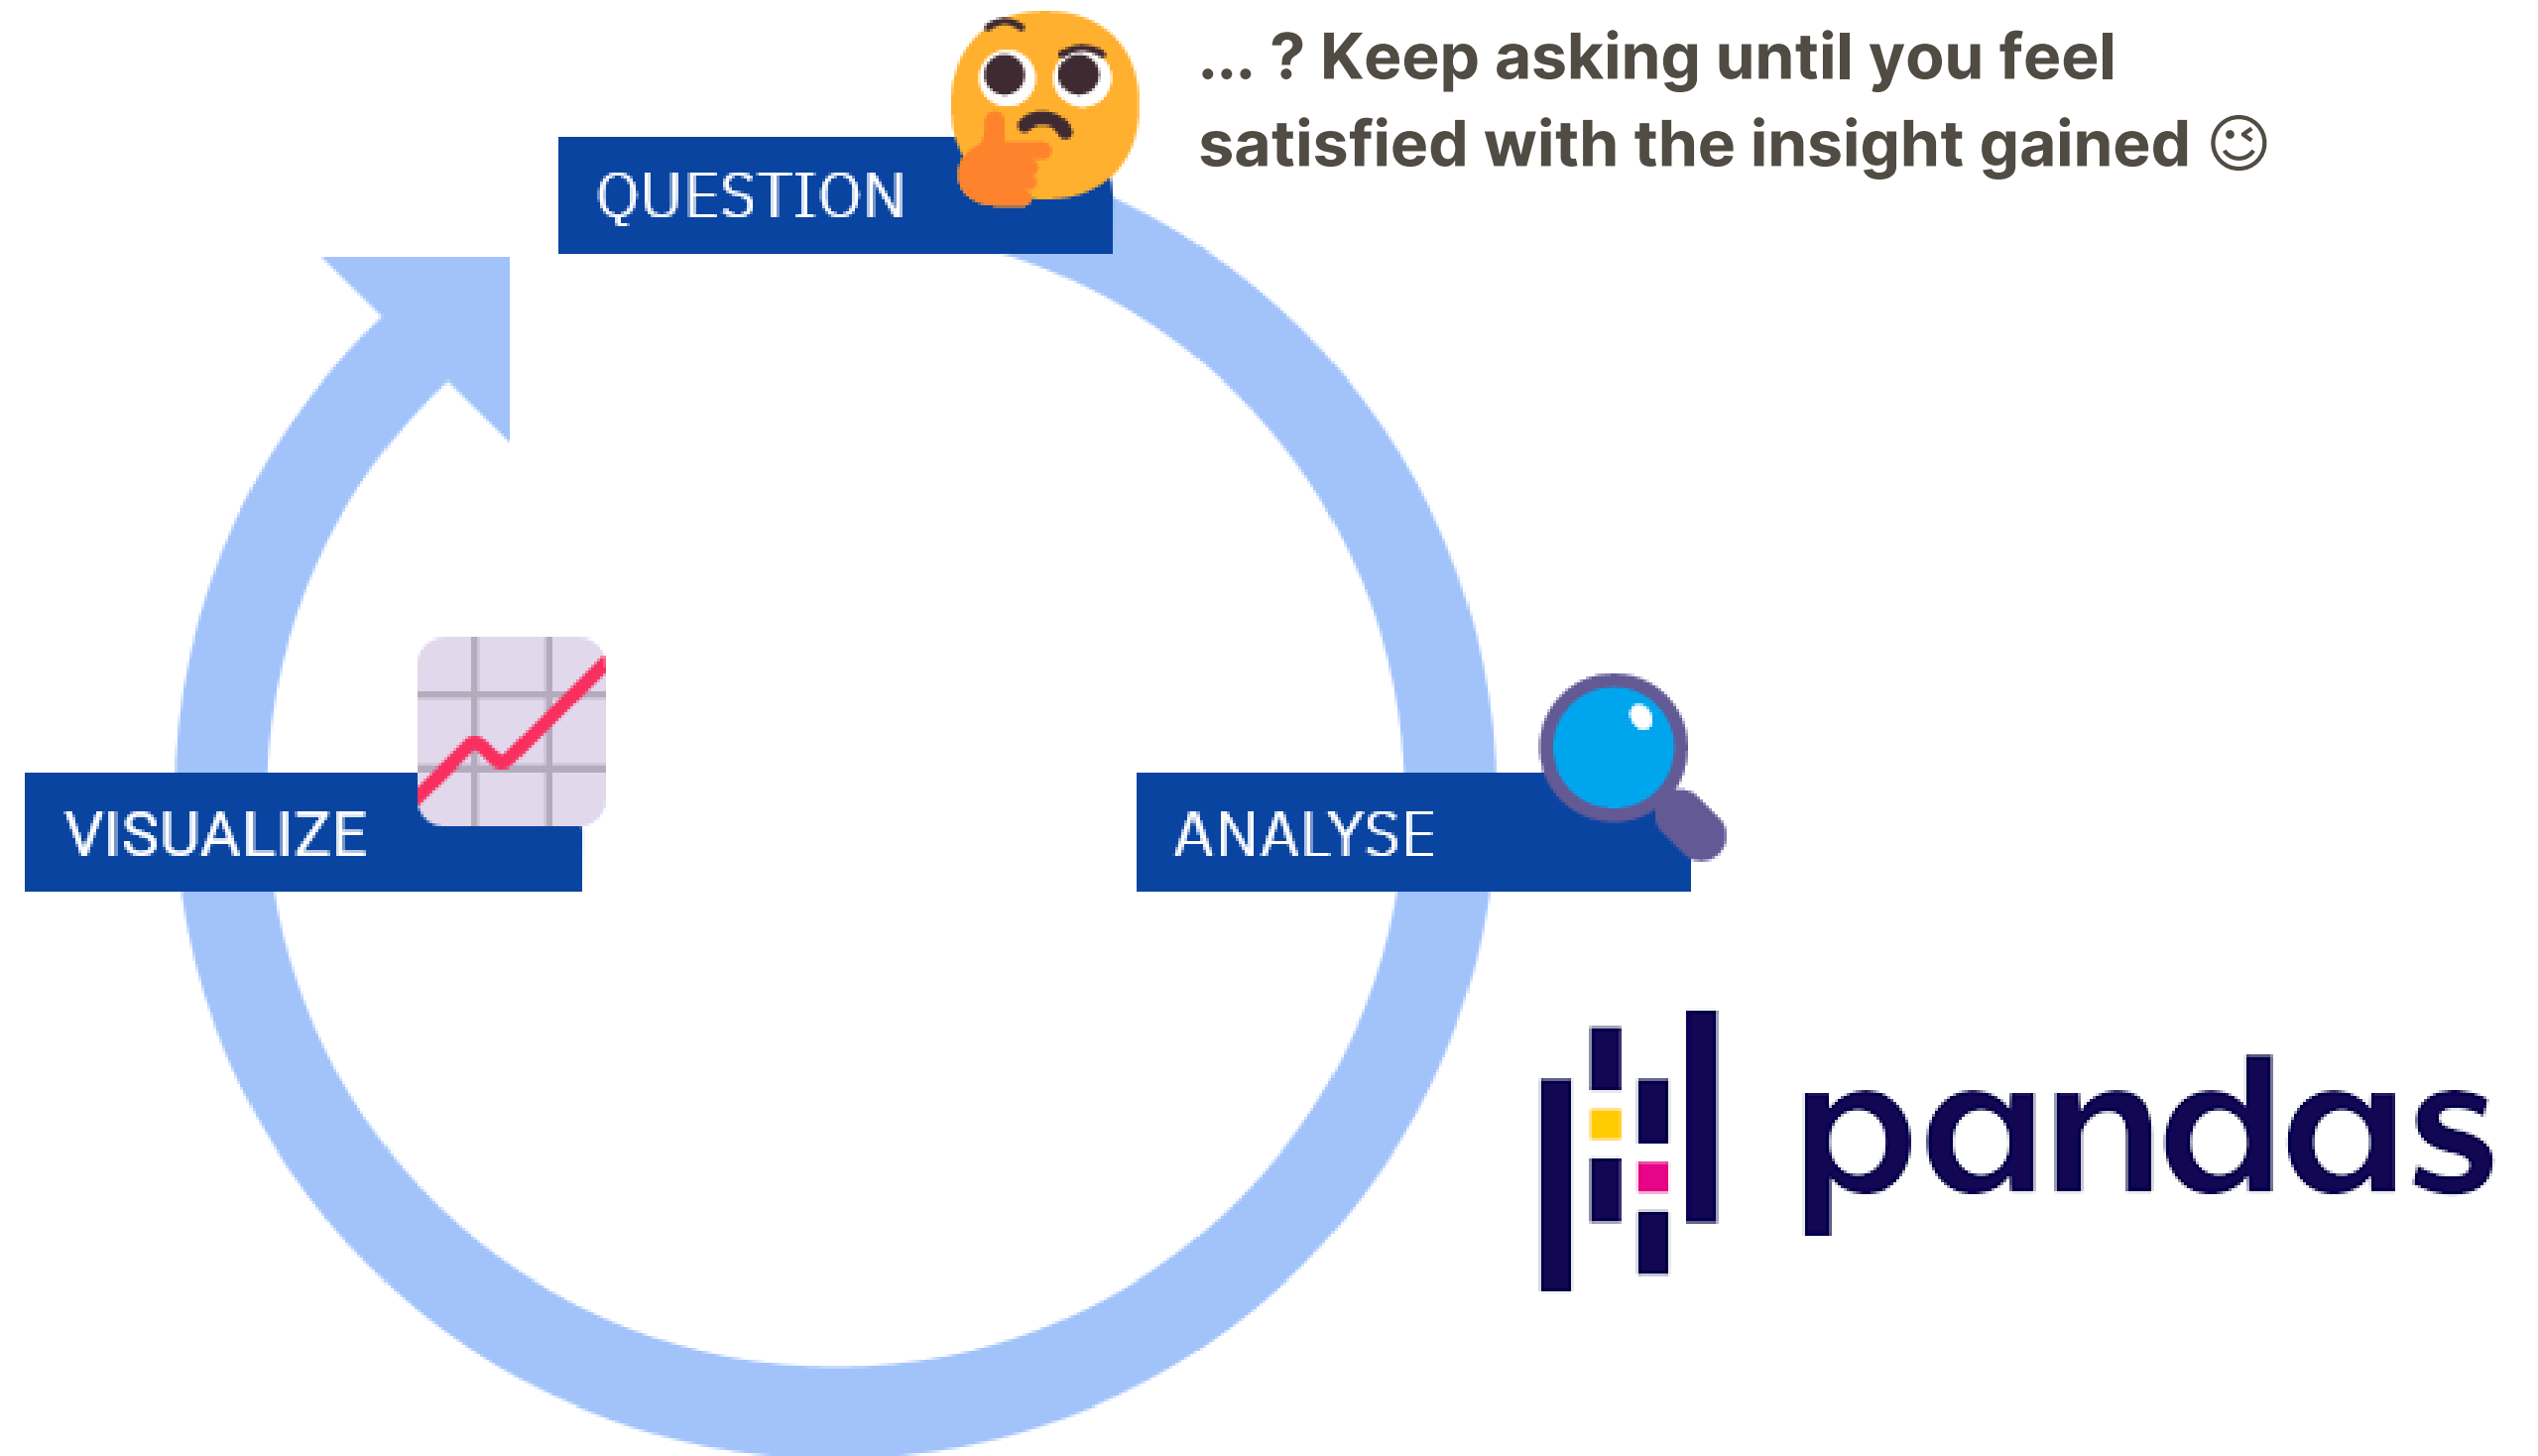 ... ? Keep asking until you feel
satisfied with the insight gained 😉
QUESTION
VISUALIZE
ANALYSE
pandas